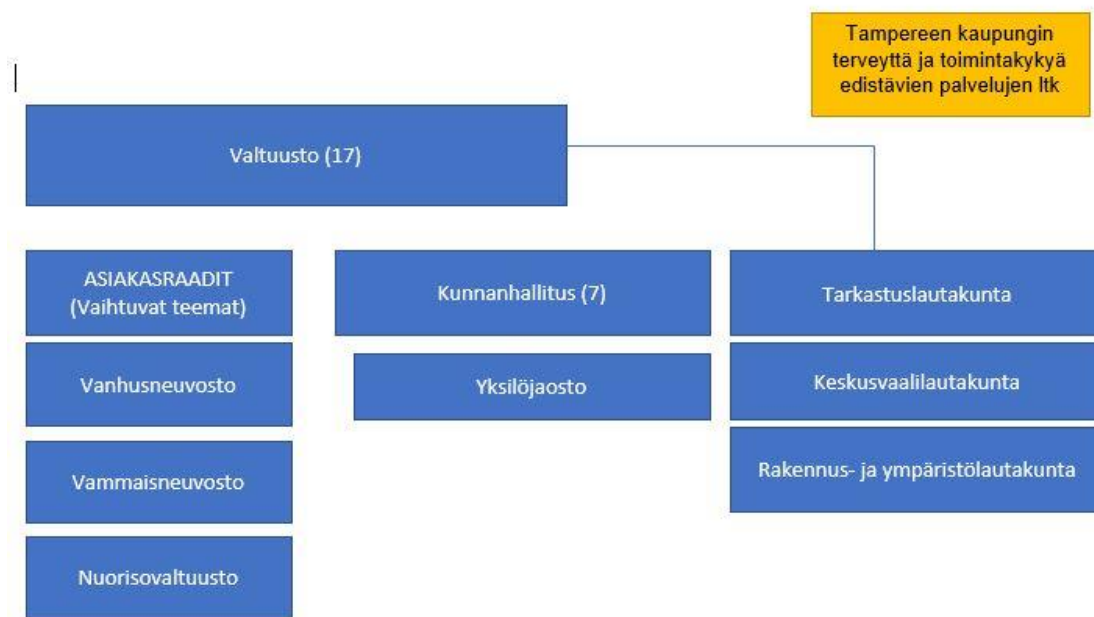 Tampereen kaupungin
terveyttä ja toimintakykyä
edistävien palvelujen ltk
Valtuusto (17)
ASIAKASRAADIT
(Vaihtuvat teemat)
Kunnanhallitus (7)
Tarkastuslautakunta
Vanhusneuvosto
Yksilöjaosto
Keskusvaalilautakunta
Vammaisneuvosto
Rakennus- ja ympäristölautakunta
Nuorisovaltuusto